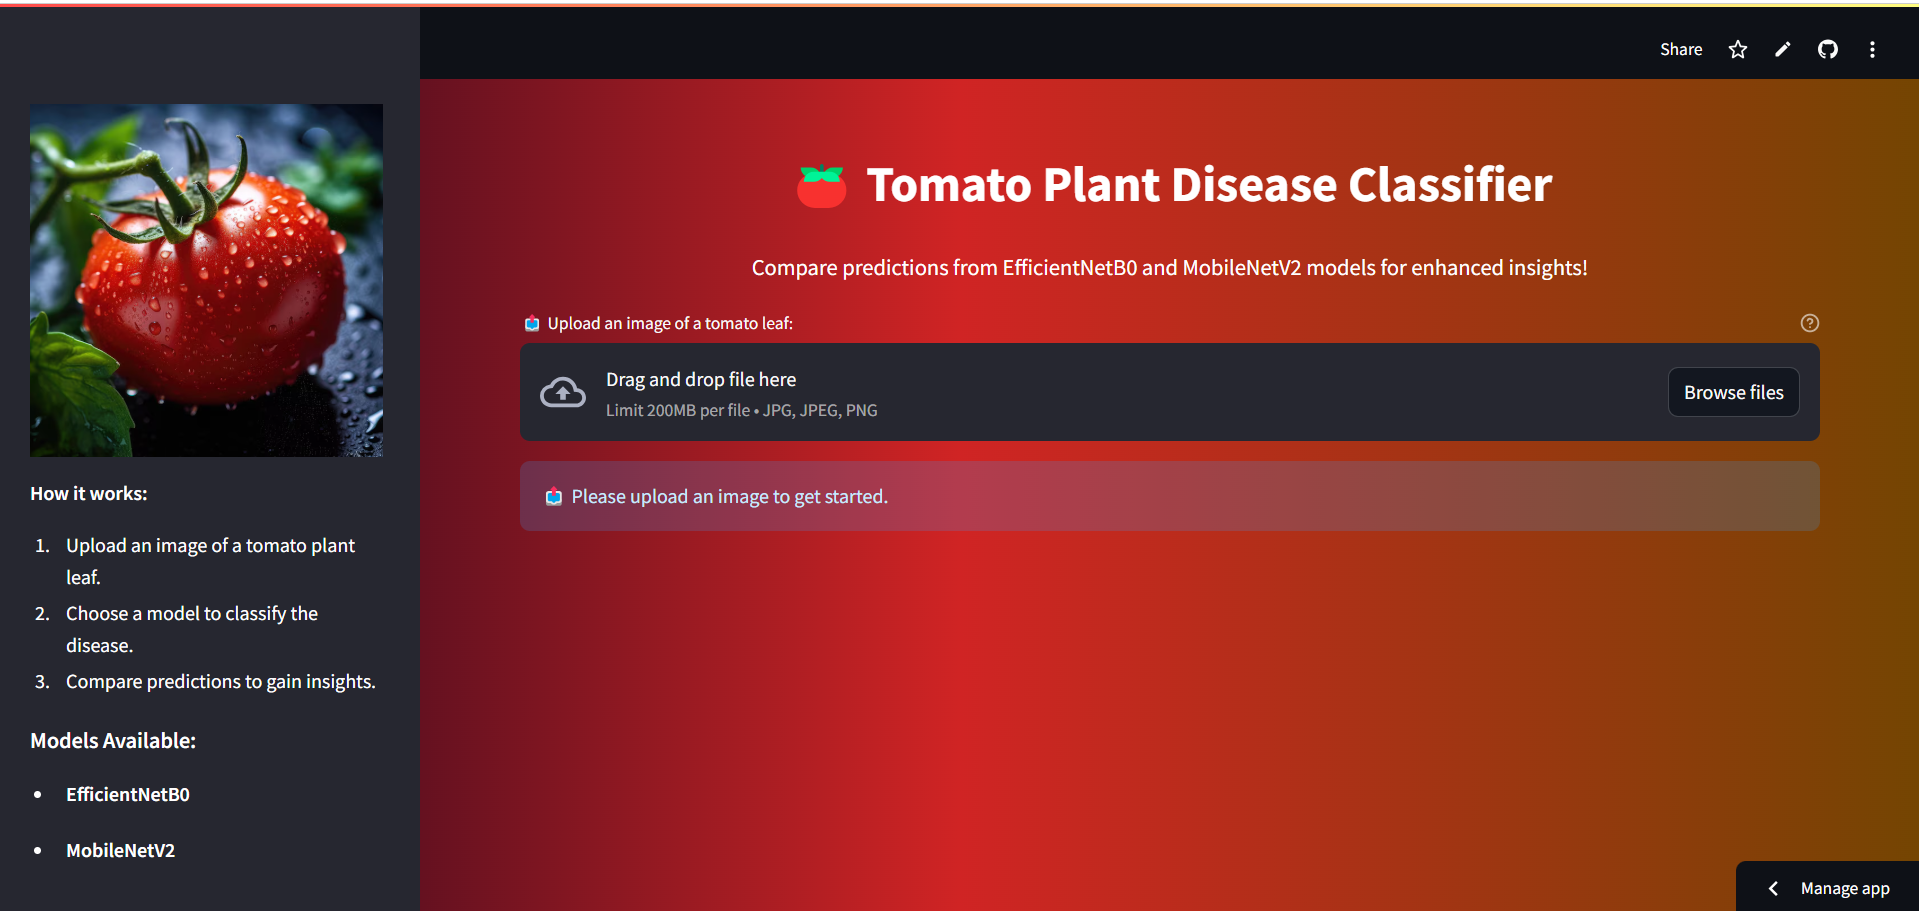 Share
🍅 Tomato Plant Disease Classifier
Compare predictions from EfficientNetB0 and MobileNetV2 models for enhanced insights!
📤 Upload an image of a tomato leaf:
Drag and drop file here
Limit 200MB per file • JPG, JPEG, PNG
Browse files
📤 Please upload an image to get started.
How it works:
1. Upload an image of a tomato plant
leaf.
2. Choose a model to classify the
disease.
3. Compare predictions to gain insights.
Models Available:
• EfficientNetB0
• MobileNetV2
Manage app